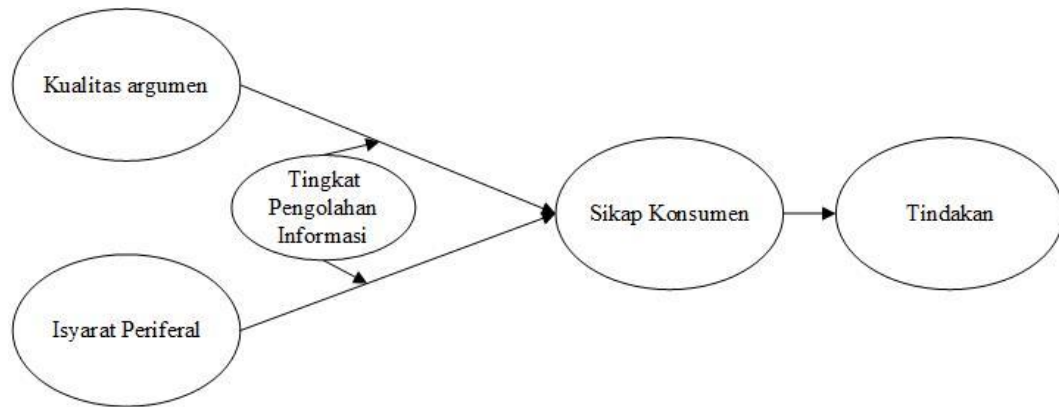 Kualitas argumen
Tingkat
Pengolahan
Informasi
Isyarat Periferal
Sikap Konsumen
Tindakan